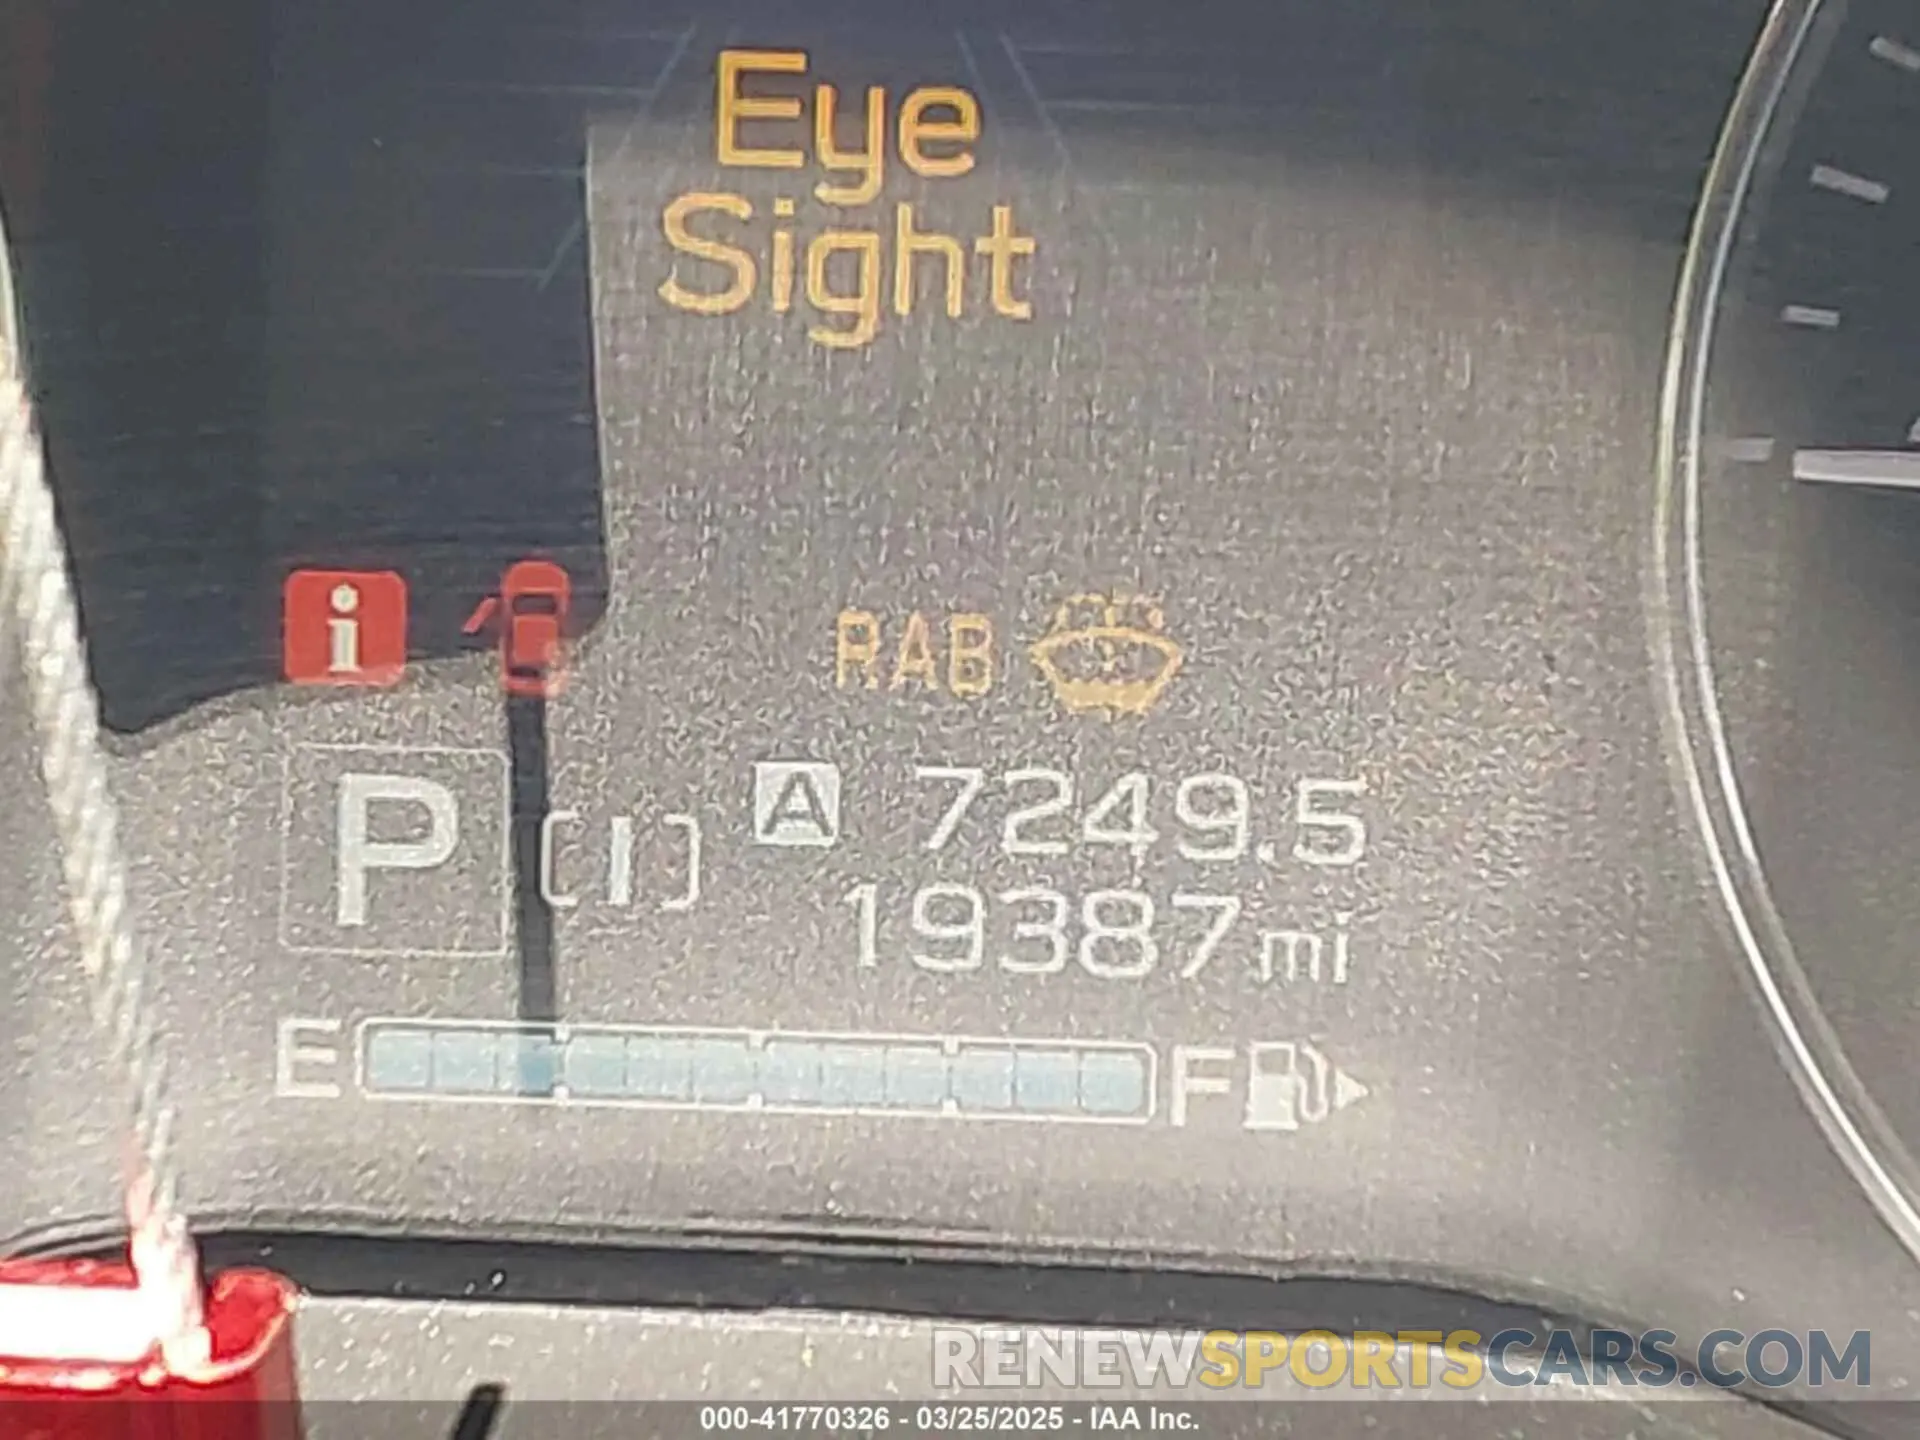 Eye
Sight
i
RAB
P A 7249.5
19387 mi
E F
RENEWSPORTSCARS.COM
000-41770326 - 03/25/2025 - IAA Inc.